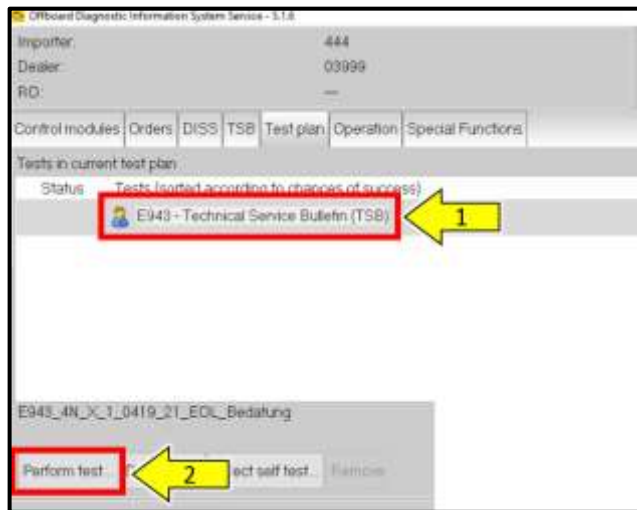 Offboard Diagnostic Information System Service - 5.1.6
Importer: 444
Dealer: 03999
RO: ---
Control modules Orders DISS TSB Test plan Operation Special Functions
Tests in current test plan
Status Tests (sorted according to chances of success)
E943 - Technical Service Bulletin (TSB)
1
E943_4N_X_1_0419_21_EOL_Bedatung
Perform test...
2
ect self test...
Remove